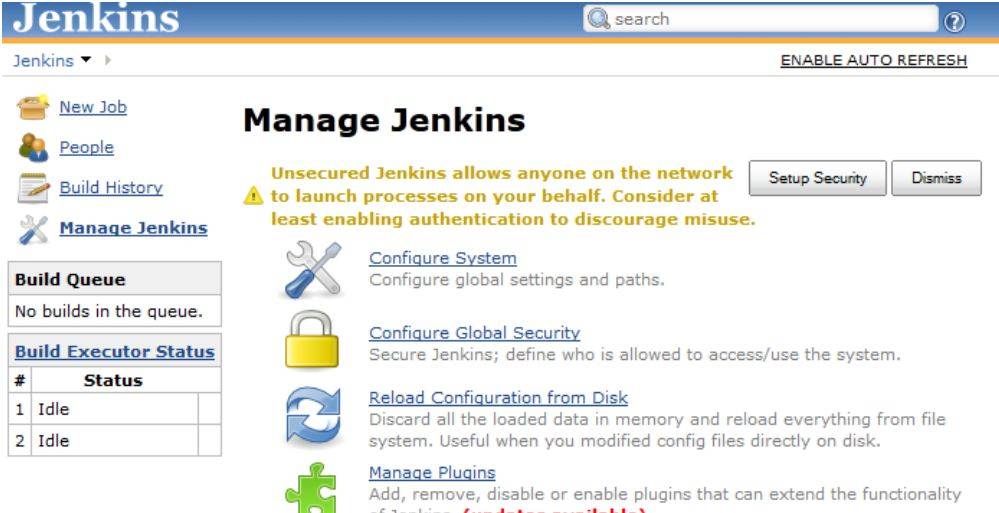 Jenkins
search
Jenkins
ENABLE AUTO REFRESH
New Job
People
Build History
Manage Jenkins
Build Queue
No builds in the queue.
Build Executor Status
# Status
1 Idle
2 Idle
Manage Jenkins
Unsecured Jenkins allows anyone on the network
to launch processes on your behalf. Consider at
least enabling authentication to discourage misuse.
Setup Security
Dismiss
Configure System
Configure global settings and paths.
Configure Global Security
Secure Jenkins; define who is allowed to access/use the system.
Reload Configuration from Disk
Discard all the loaded data in memory and reload everything from file
system. Useful when you modified config files directly on disk.
Manage Plugins
Add, remove, disable or enable plugins that can extend the functionality
of Jenkins. (updates available)